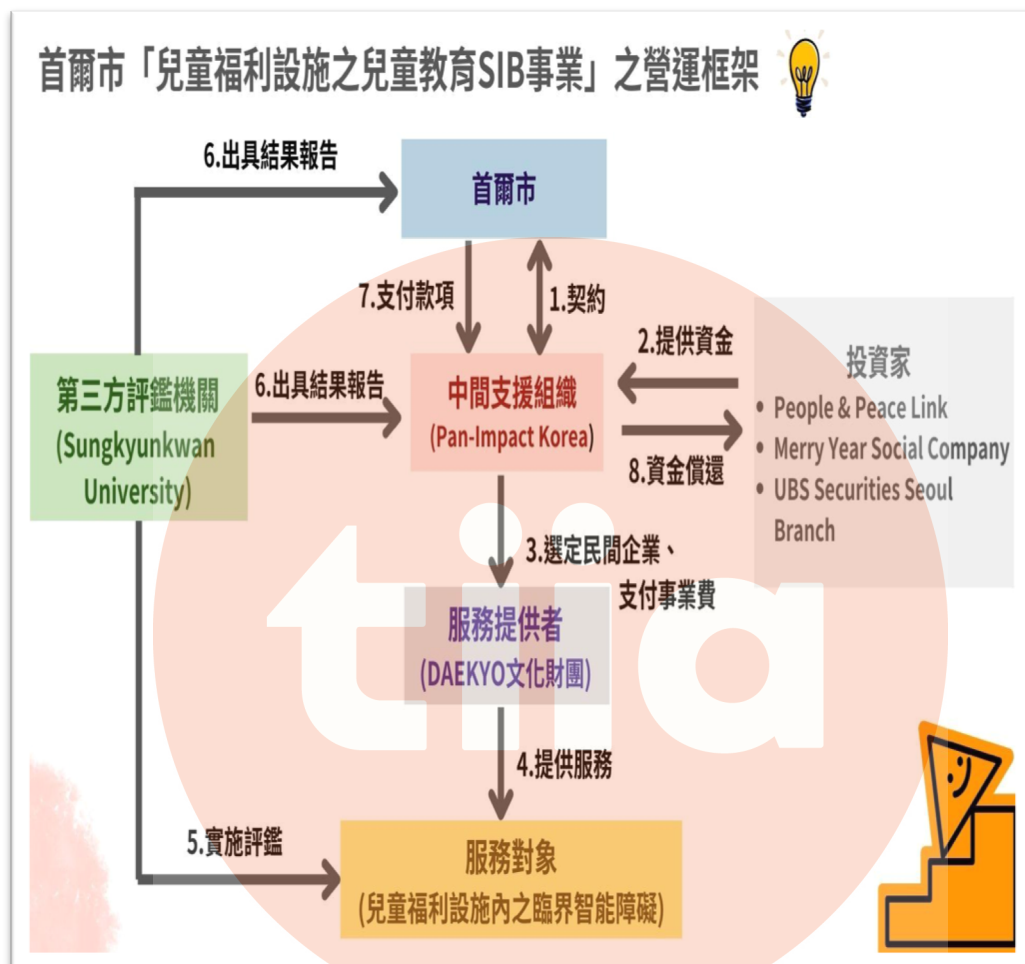 首爾市「兒童福利設施之兒童教育SIB事業」之營運框架
6.出具結果報告
首爾市
7.支付款項
1.契約
2.提供資金
投資家
• People & Peace Link
• Merry Year Social Company
• UBS Securities Seoul
Branch
第三方評鑑機關
(Sungkyunkwan
University)
6.出具結果報告
中間支援組織
(Pan-Impact Korea)
8.資金償還
3.選定民間企業、
支付事業費
服務提供者
(DAEKYO文化財團)
tiia
4.提供服務
5.實施評鑑
服務對象
(兒童福利設施內之臨界智能障礙)